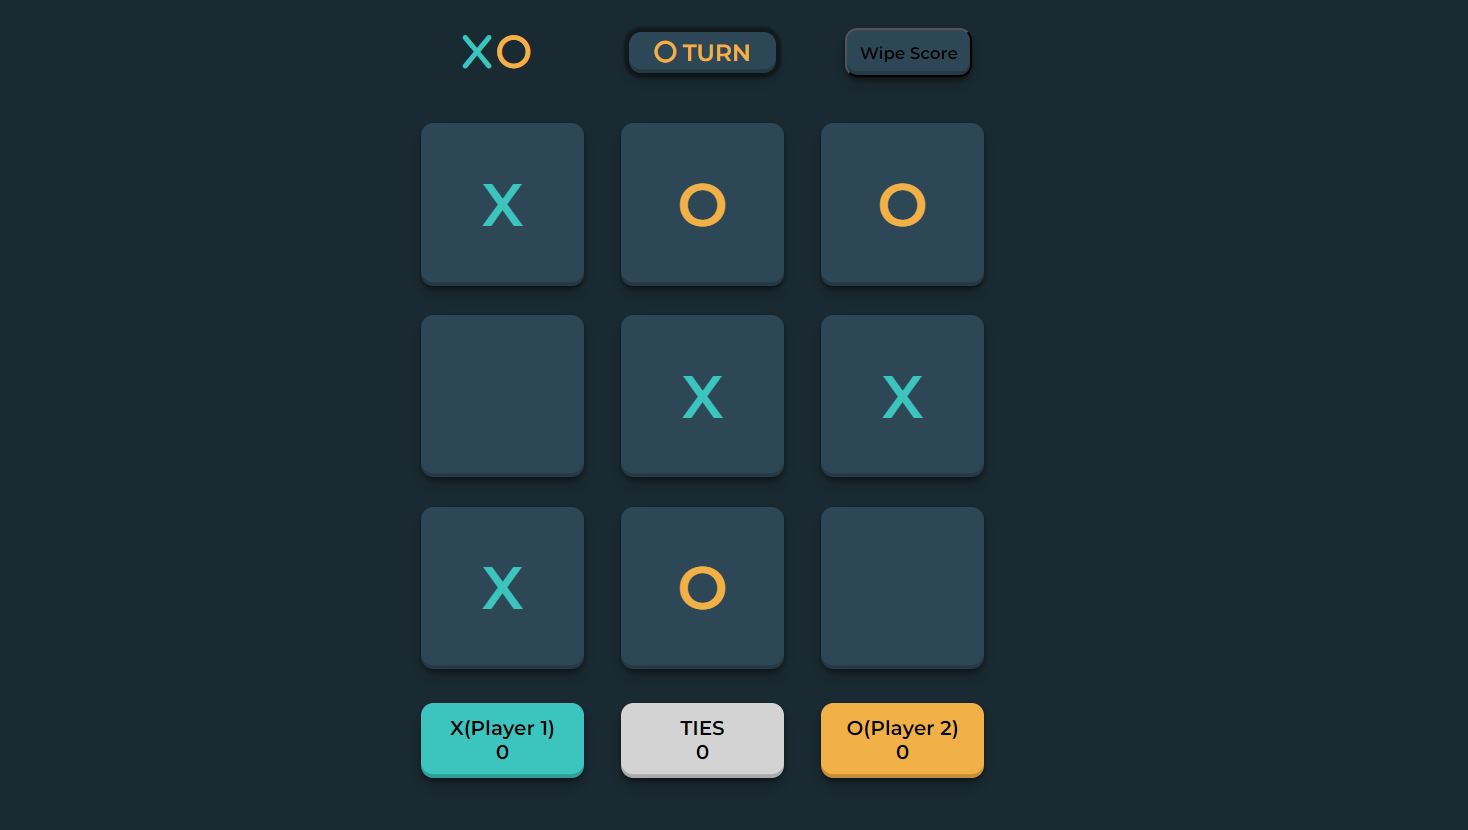 XO
O TURN
Wipe Score
X O O
X X
X O
X(Player 1)
0
TIES
0
O(Player 2)
0